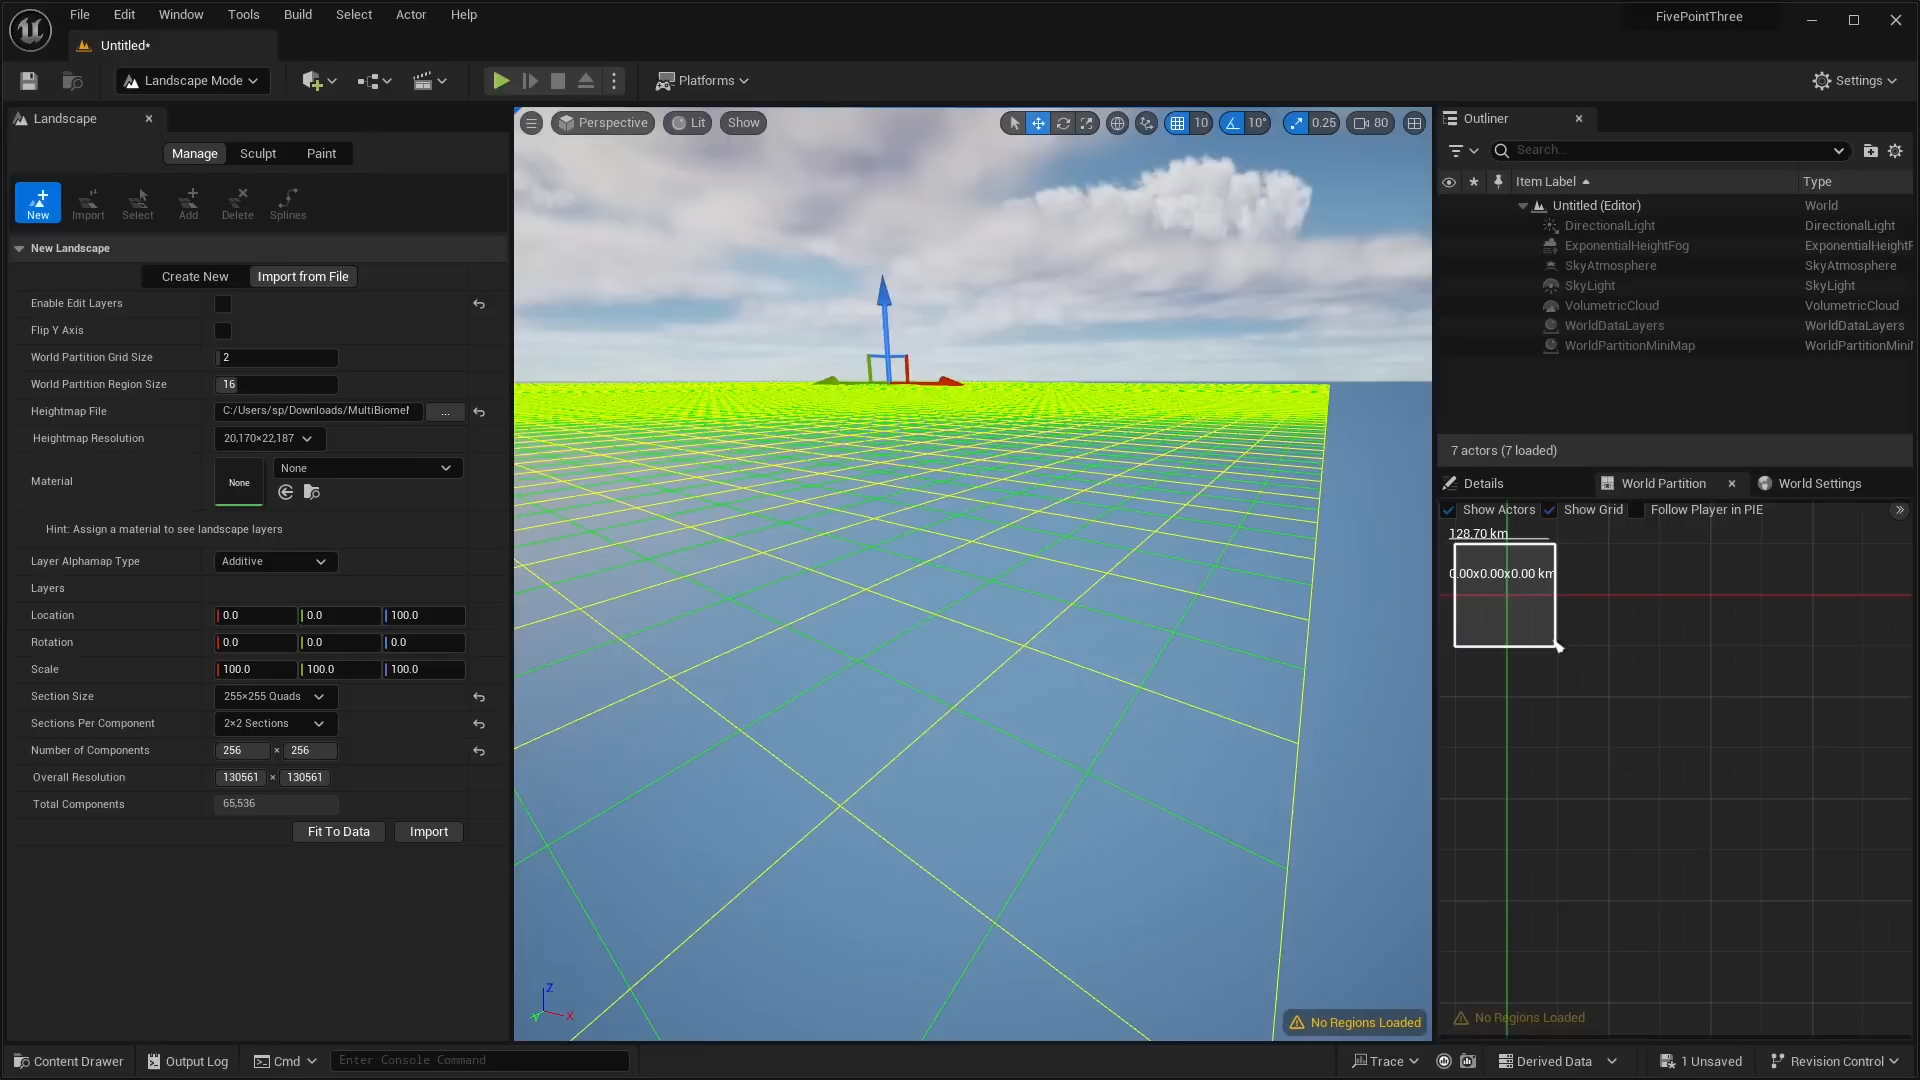 File Edit Window Tools Build Select Actor Help
FivePointThree
Untitled*
Landscape Mode
Platforms
Settings
Landscape
Manage Sculpt Paint
New Import Select Add Delete Splines
New Landscape
Create New Import from File
Enable Edit Layers
Flip Y Axis
World Partition Grid Size 2
World Partition Region Size 16
Heightmap File C:/Users/sp/Downloads/MultiBiome ...
Heightmap Resolution 20,170×22,187
Material None None
Hint: Assign a material to see landscape layers
Layer Alphamap Type Additive
Layers
Location 0.0 0.0 100.0
Rotation 0.0 0.0 0.0
Scale 100.0 100.0 100.0
Section Size 255×255 Quads
Sections Per Component 2×2 Sections
Number of Components 256 × 256
Overall Resolution 130561 × 130561
Total Components 65,536
Fit To Data Import
Perspective Lit Show
10 10° 0.25 80
Z
Y X
No Regions Loaded
Outliner
Search...
Item Label Type
Untitled (Editor) World
DirectionalLight DirectionalLight
ExponentialHeightFog ExponentialHeightF
SkyAtmosphere SkyAtmosphere
SkyLight SkyLight
VolumetricCloud VolumetricCloud
WorldDataLayers WorldDataLayers
WorldPartitionMiniMap WorldPartitionMini
7 actors (7 loaded)
Details World Partition World Settings
Show Actors Show Grid Follow Player in PIE
128.70 km
0.00x0.00x0.00 km
No Regions Loaded
Content Drawer Output Log Cmd Enter Console Command
Trace Derived Data 1 Unsaved Revision Control